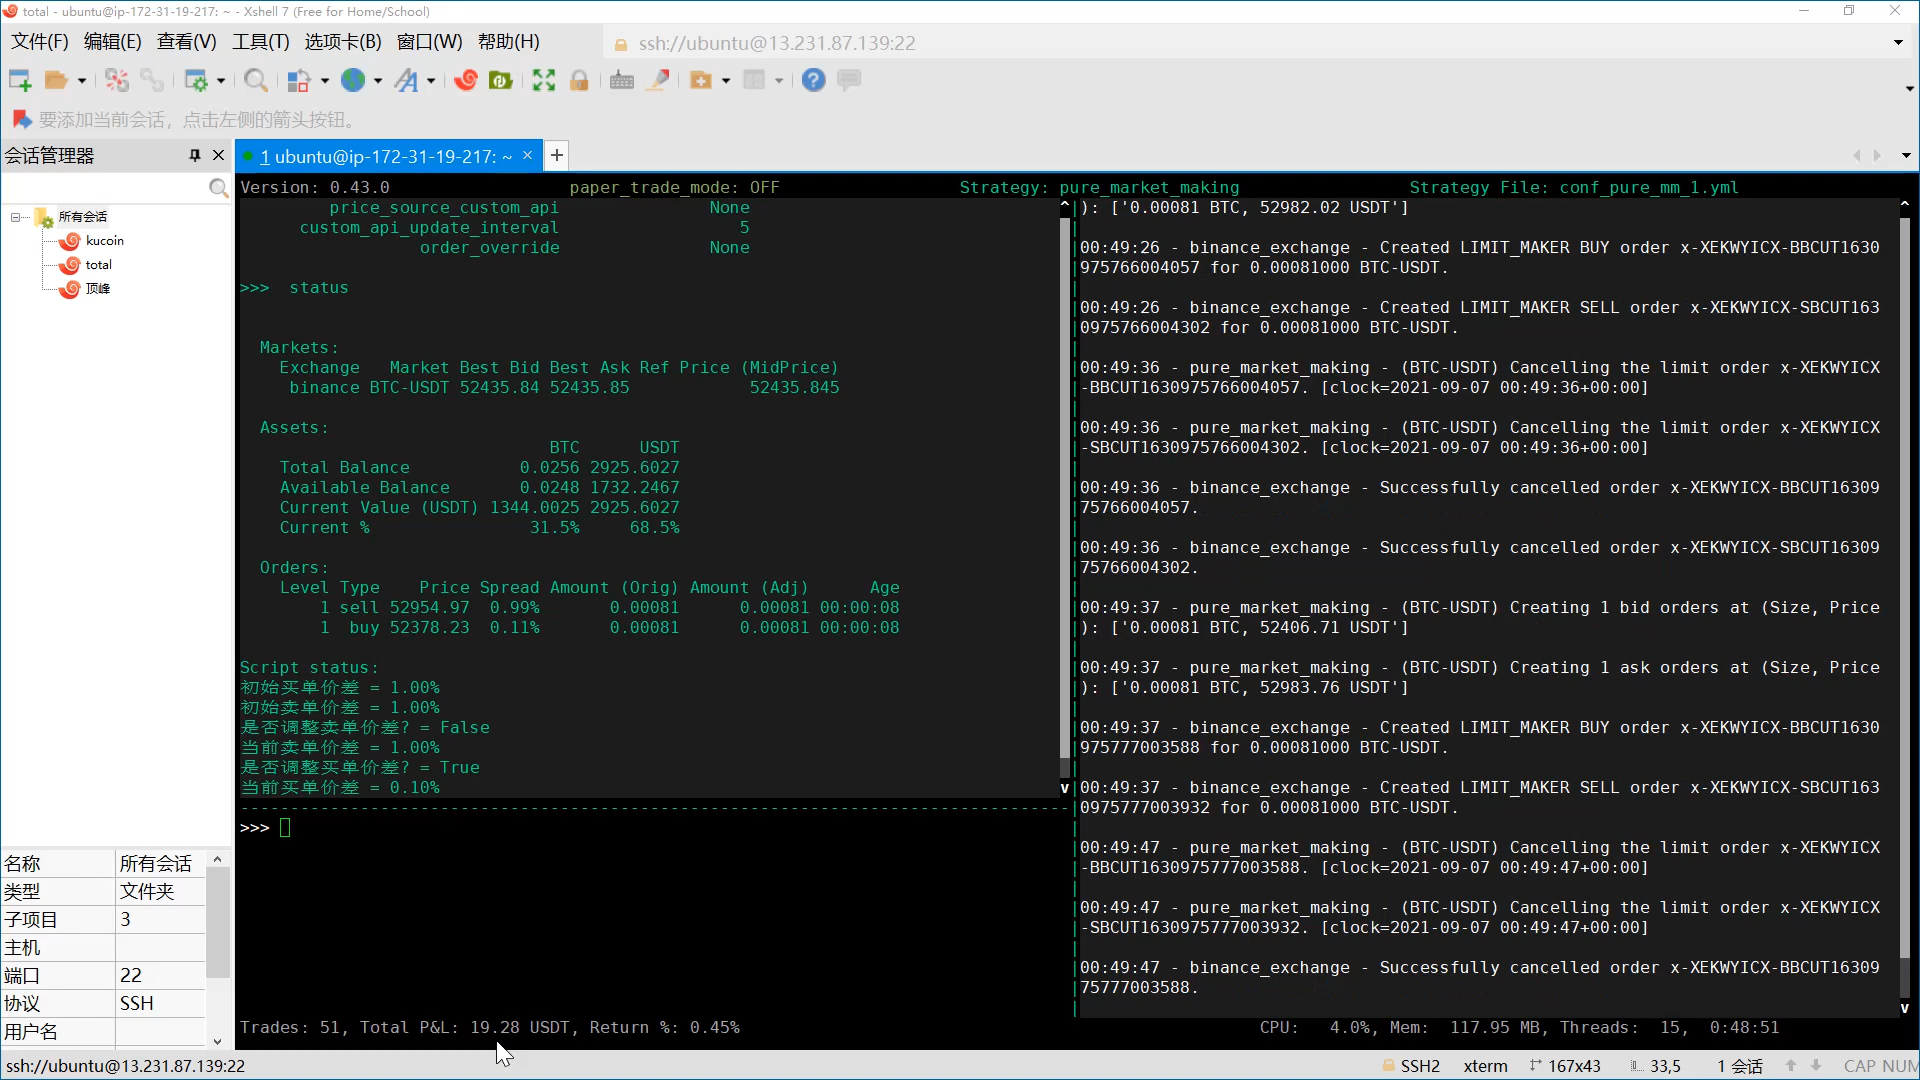 total - ubuntu@ip-172-31-19-217: ~ - Xshell 7 (Free for Home/School)
文件(F) 编辑(E) 查看(V) 工具(T) 选项卡(B) 窗口(W) 帮助(H)
ssh://ubuntu@13.231.87.139:22
要添加当前会话，点击左侧的箭头按钮。
会话管理器
所有会话
kucoin
total
顶峰
名称 所有会话
类型 文件夹
子项目 3
主机
端口 22
协议 SSH
用户名
1 ubuntu@ip-172-31-19-217: ~
Version: 0.43.0 paper_trade_mode: OFF Strategy: pure_market_making Strategy File: conf_pure_mm_1.yml
price_source_custom_api None
custom_api_update_interval 5
order_override None
>>> status
Markets:
Exchange Market Best Bid Best Ask Ref Price (MidPrice)
binance BTC-USDT 52435.84 52435.85 52435.845
Assets:
BTC USDT
Total Balance 0.0256 2925.6027
Available Balance 0.0248 1732.2467
Current Value (USDT) 1344.0025 2925.6027
Current % 31.5% 68.5%
Orders:
Level Type Price Spread Amount (Orig) Amount (Adj) Age
1 sell 52954.97 0.99% 0.00081 0.00081 00:00:08
1 buy 52378.23 0.11% 0.00081 0.00081 00:00:08
Script status:
初始买单价差 = 1.00%
初始卖单价差 = 1.00%
是否调整卖单价差? = False
当前卖单价差 = 1.00%
是否调整买单价差? = True
当前买单价差 = 0.10%
>>>
): ['0.00081 BTC, 52982.02 USDT']
00:49:26 - binance_exchange - Created LIMIT_MAKER BUY order x-XEKWYICX-BBCUT1630
975766004057 for 0.00081000 BTC-USDT.
00:49:26 - binance_exchange - Created LIMIT_MAKER SELL order x-XEKWYICX-SBCUT163
0975766004302 for 0.00081000 BTC-USDT.
00:49:36 - pure_market_making - (BTC-USDT) Cancelling the limit order x-XEKWYICX
-BBCUT1630975766004057. [clock=2021-09-07 00:49:36+00:00]
00:49:36 - pure_market_making - (BTC-USDT) Cancelling the limit order x-XEKWYICX
-SBCUT1630975766004302. [clock=2021-09-07 00:49:36+00:00]
00:49:36 - binance_exchange - Successfully cancelled order x-XEKWYICX-BBCUT16309
75766004057.
00:49:36 - binance_exchange - Successfully cancelled order x-XEKWYICX-SBCUT16309
75766004302.
00:49:37 - pure_market_making - (BTC-USDT) Creating 1 bid orders at (Size, Price
): ['0.00081 BTC, 52406.71 USDT']
00:49:37 - pure_market_making - (BTC-USDT) Creating 1 ask orders at (Size, Price
): ['0.00081 BTC, 52983.76 USDT']
00:49:37 - binance_exchange - Created LIMIT_MAKER BUY order x-XEKWYICX-BBCUT1630
975777003588 for 0.00081000 BTC-USDT.
00:49:37 - binance_exchange - Created LIMIT_MAKER SELL order x-XEKWYICX-SBCUT163
0975777003932 for 0.00081000 BTC-USDT.
00:49:47 - pure_market_making - (BTC-USDT) Cancelling the limit order x-XEKWYICX
-BBCUT1630975777003588. [clock=2021-09-07 00:49:47+00:00]
00:49:47 - pure_market_making - (BTC-USDT) Cancelling the limit order x-XEKWYICX
-SBCUT1630975777003932. [clock=2021-09-07 00:49:47+00:00]
00:49:47 - binance_exchange - Successfully cancelled order x-XEKWYICX-BBCUT16309
75777003588.
Trades: 51, Total P&L: 19.28 USDT, Return %: 0.45% CPU: 4.0%, Mem: 117.95 MB, Threads: 15, 0:48:51
ssh://ubuntu@13.231.87.139:22 SSH2 xterm 167x43 33,5 1 会话 CAP NUM